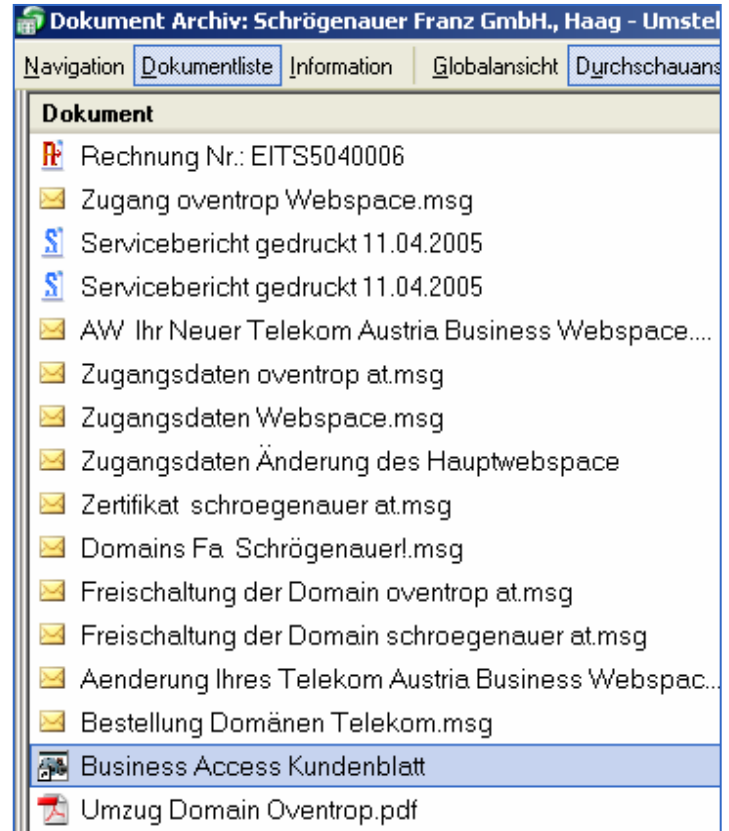 Dokument Archiv: Schrögenauer Franz GmbH., Haag - Umstel
Navigation Dokumentliste Information Globalansicht Durchschauans
Dokument
Rechnung Nr.: EITS5040006
Zugang oventrop Webspace.msg
Servicebericht gedruckt 11.04.2005
Servicebericht gedruckt 11.04.2005
AW Ihr Neuer Telekom Austria Business Webspace....
Zugangsdaten oventrop at.msg
Zugangsdaten Webspace.msg
Zugangsdaten Änderung des Hauptwebspace
Zertifikat schroegenauer at.msg
Domains Fa Schrögenauer!.msg
Freischaltung der Domain oventrop at.msg
Freischaltung der Domain schroegenauer at.msg
Aenderung Ihres Telekom Austria Business Webspac...
Bestellung Domänen Telekom.msg
Business Access Kundenblatt
Umzug Domain Oventrop.pdf